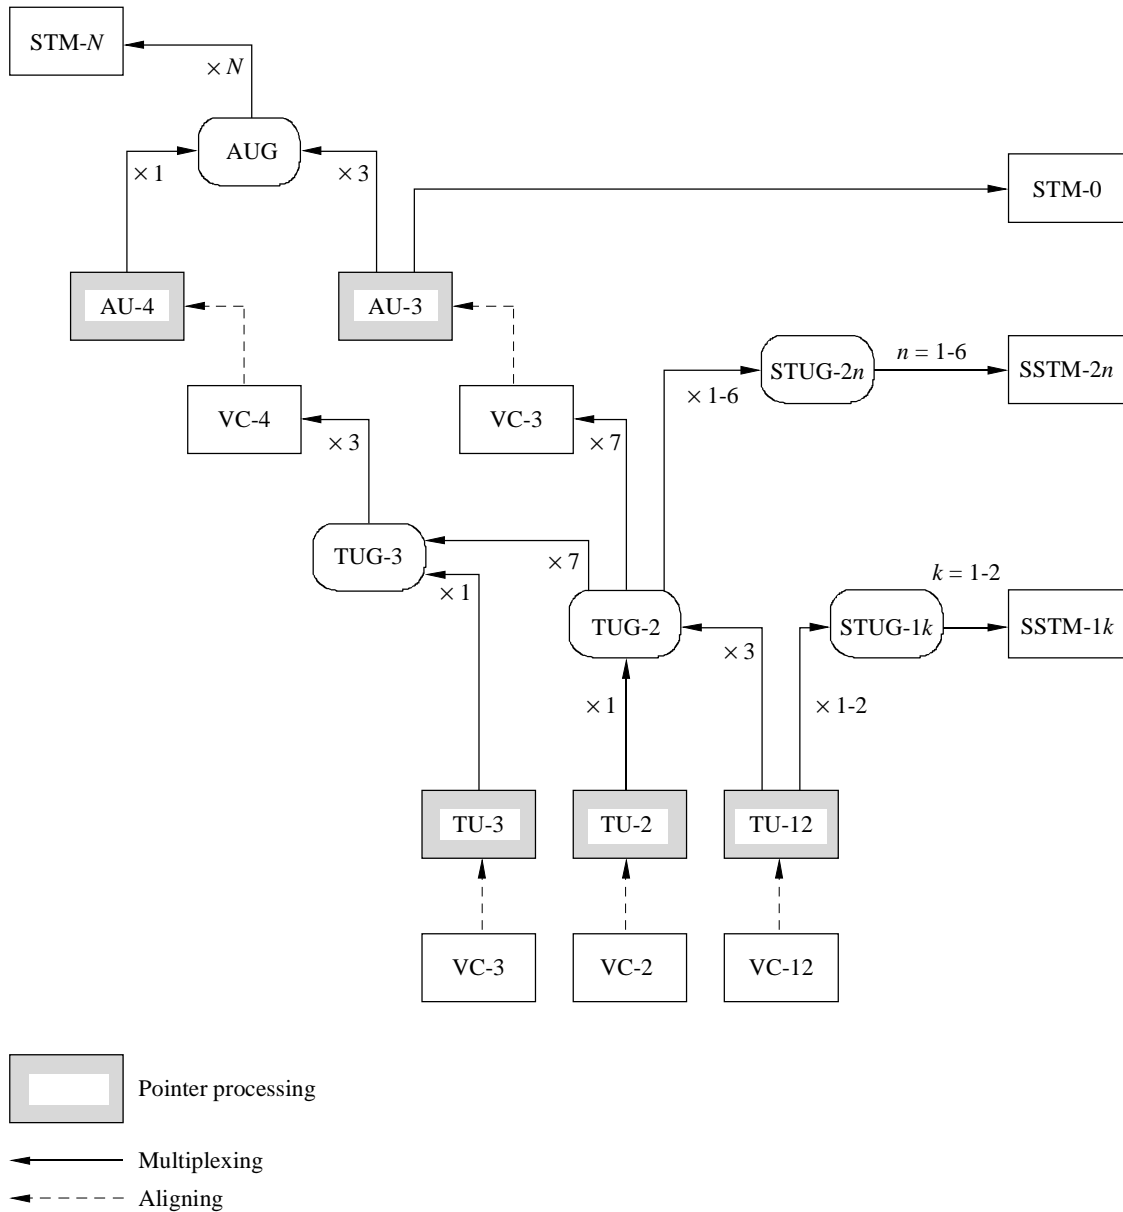 STM-N
× N
AUG
× 1
× 3
STM-0
AU-4
AU-3
n = 1-6
STUG-2n
SSTM-2n
× 1-6
VC-4
VC-3
× 3
× 7
TUG-3
× 7
× 1
k = 1-2
TUG-2
STUG-1k
SSTM-1k
× 3
× 1
× 1-2
TU-3
TU-2
TU-12
VC-3
VC-2
VC-12
Pointer processing
Multiplexing
Aligning